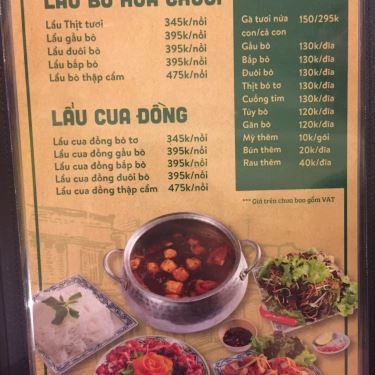 LẨU BÒ HOA CHUỐI
Lẩu Thịt tươi 345k/nồi
Lẩu gầu bò 395k/nồi
Lẩu đuôi bò 395k/nồi
Lẩu bắp bò 395k/nồi
Lẩu bò thập cẩm 475k/nồi
LẨU CUA ĐỒNG
Lẩu cua đồng bò tơ 345k/nồi
Lẩu cua đồng gầu bò 395k/nồi
Lẩu cua đồng bắp bò 395k/nồi
Lẩu cua đồng đuôi bò 395k/nồi
Lẩu cua đồng thập cẩm 475k/nồi
Gà tươi nửa 150/295k
con/cả con
Gầu bò 130k/đĩa
Bắp bò 130k/đĩa
Đuôi bò 130k/đĩa
Thịt bò tơ 130k/đĩa
Cuống tim 130k/đĩa
Tủy bò 120k/đĩa
Gân bò 120k/đĩa
Mỳ thêm 10k/gói
Bún thêm 20k/đĩa
Rau thêm 40k/đĩa
*** Giá trên chưa bao gồm VAT